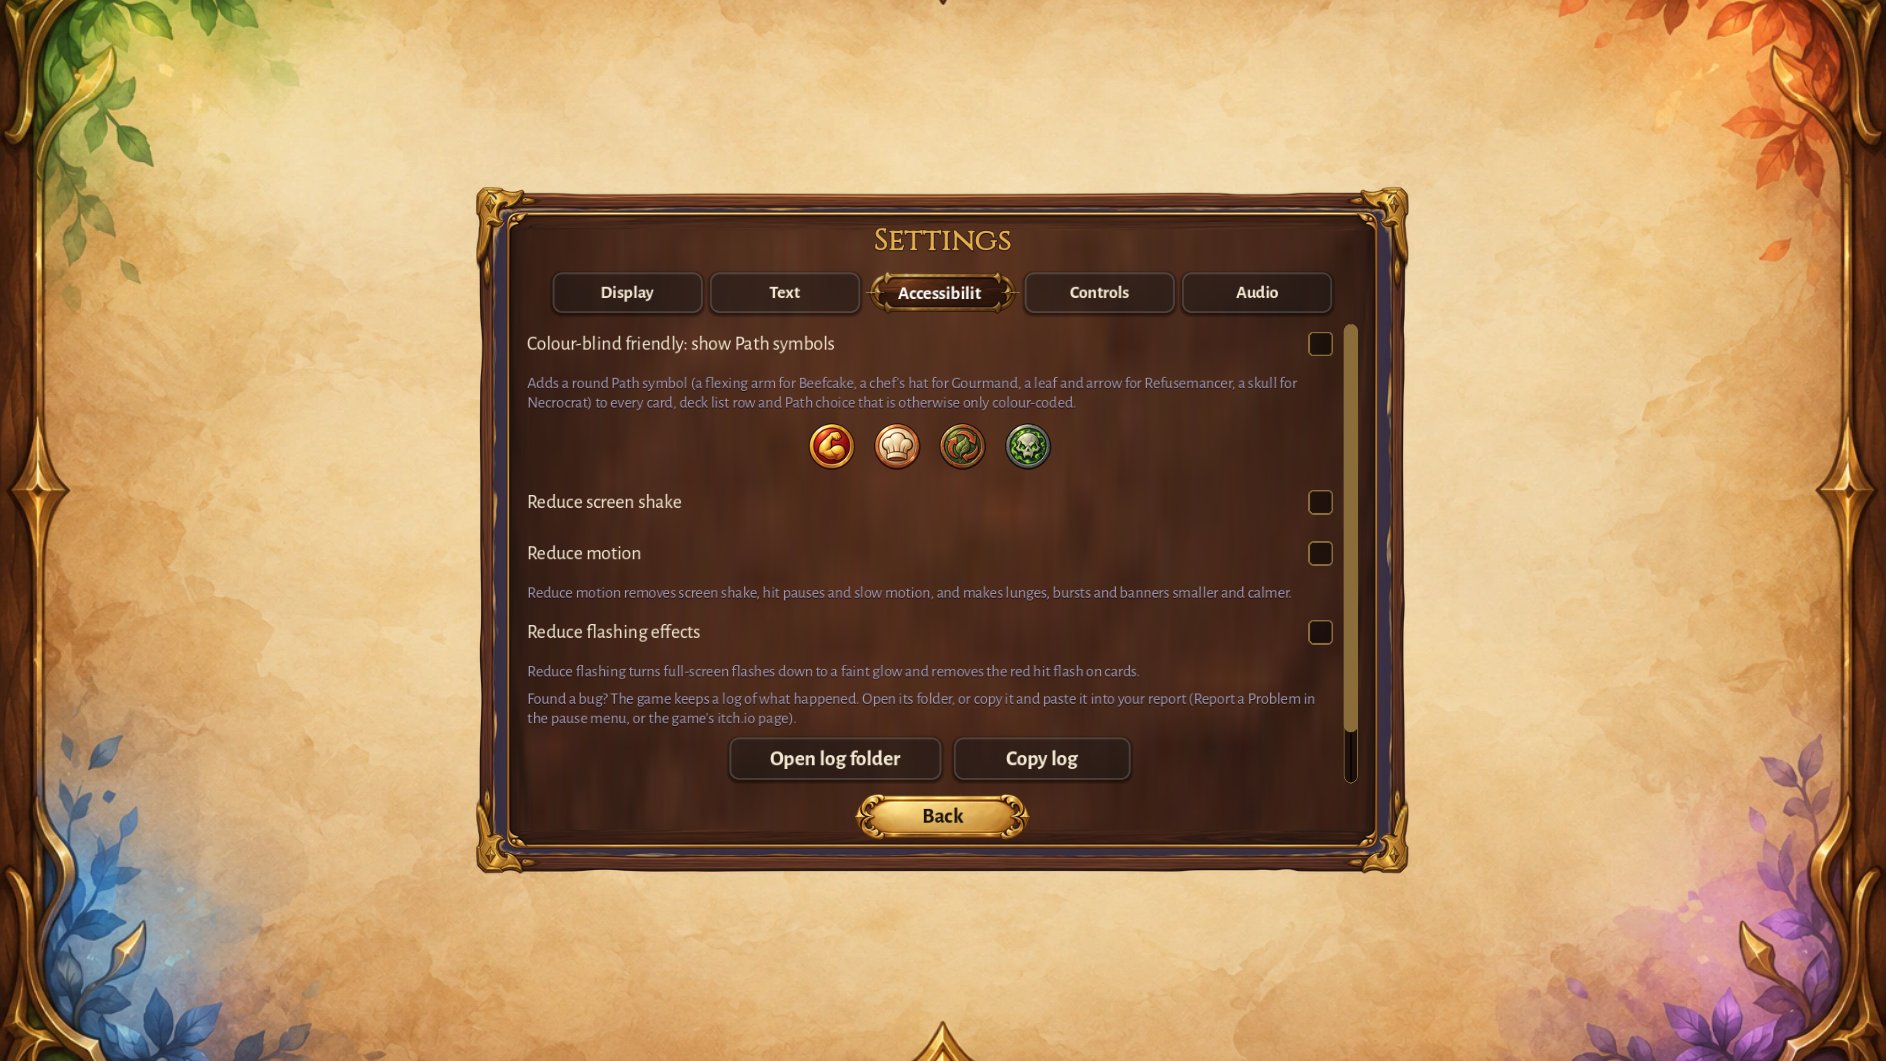 Settings
Display
Text
Accessibilit
Controls
Audio
Colour-blind friendly: show Path symbols
Adds a round Path symbol (a flexing arm for Beefcake, a chef's hat for Gourmand, a leaf and arrow for Refusemancer, a skull for
Necrocrat) to every card, deck list row and Path choice that is otherwise only colour-coded.
Reduce screen shake
Reduce motion
Reduce motion removes screen shake, hit pauses and slow motion, and makes lunges, bursts and banners smaller and calmer.
Reduce flashing effects
Reduce flashing turns full-screen flashes down to a faint glow and removes the red hit flash on cards.
Found a bug? The game keeps a log of what happened. Open its folder, or copy it and paste it into your report (Report a Problem in
the pause menu, or the game's itch.io page).
Open log folder
Copy log
Back